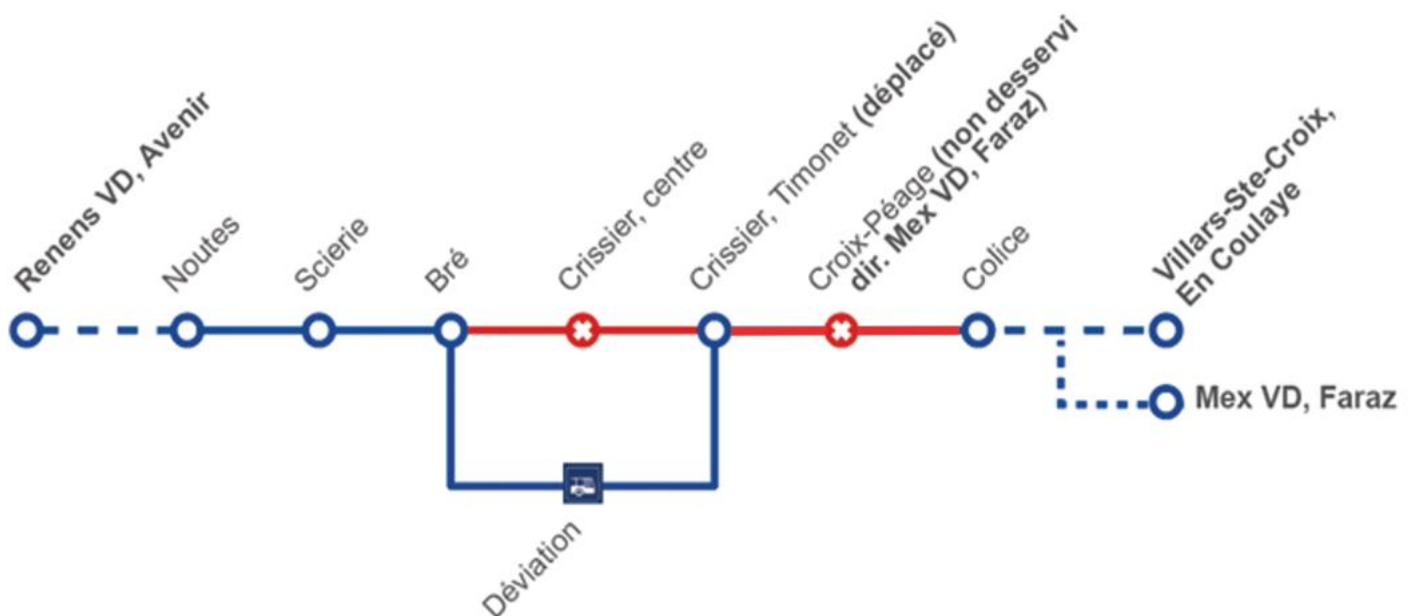 Renens VD, Avenir
Noutes
Scierie
Bré
Crissier, centre
Crissier, Timonet (déplacé)
Croix-Péage (non desservi
dir. Mex VD, Faraz)
Colice
Villars-Ste-Croix,
En Coulaye
Mex VD, Faraz
Déviation